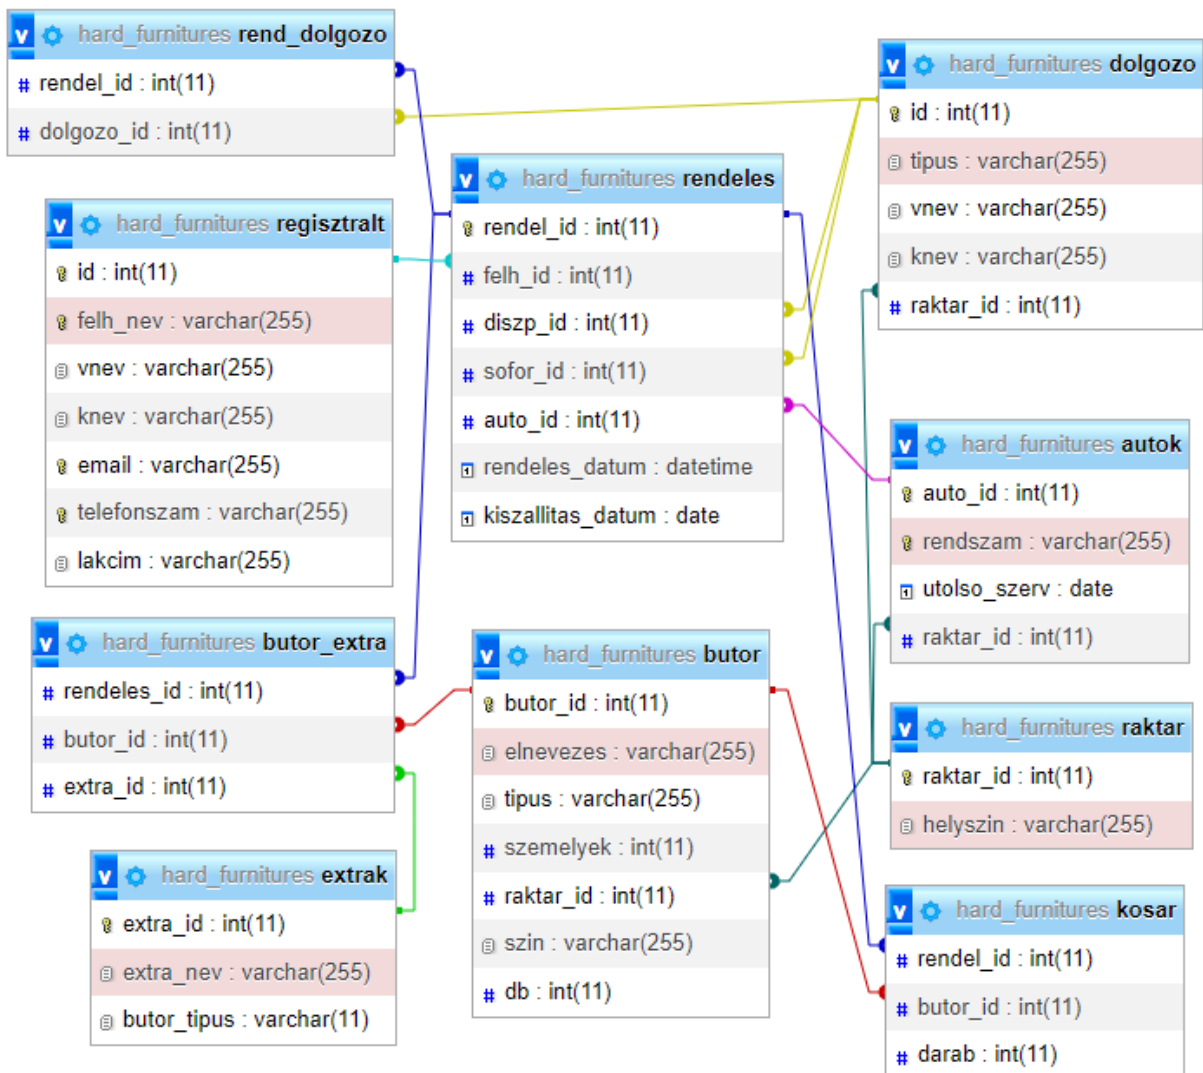 hard_furnitures rend_dolgozo
rendel_id : int(11)
dolgozo_id : int(11)
hard_furnitures dolgozo
id : int(11)
tipus : varchar(255)
vnev : varchar(255)
knev : varchar(255)
raktar_id : int(11)
hard_furnitures rendeles
rendel_id : int(11)
felh_id : int(11)
diszp_id : int(11)
sofor_id : int(11)
auto_id : int(11)
rendeles_datum : datetime
kiszallitas_datum : date
hard_furnitures regisztralt
id : int(11)
felh_nev : varchar(255)
vnev : varchar(255)
knev : varchar(255)
email : varchar(255)
telefonszam : varchar(255)
lakcim : varchar(255)
hard_furnitures autok
auto_id : int(11)
rendszam : varchar(255)
utolso_szerv : date
raktar_id : int(11)
hard_furnitures butor_extra
rendeles_id : int(11)
butor_id : int(11)
extra_id : int(11)
hard_furnitures butor
butor_id : int(11)
elnevezes : varchar(255)
tipus : varchar(255)
szemelyek : int(11)
raktar_id : int(11)
szin : varchar(255)
db : int(11)
hard_furnitures raktar
raktar_id : int(11)
helyszin : varchar(255)
hard_furnitures extrak
extra_id : int(11)
extra_nev : varchar(255)
butor_tipus : varchar(11)
hard_furnitures kosar
rendel_id : int(11)
butor_id : int(11)
darab : int(11)